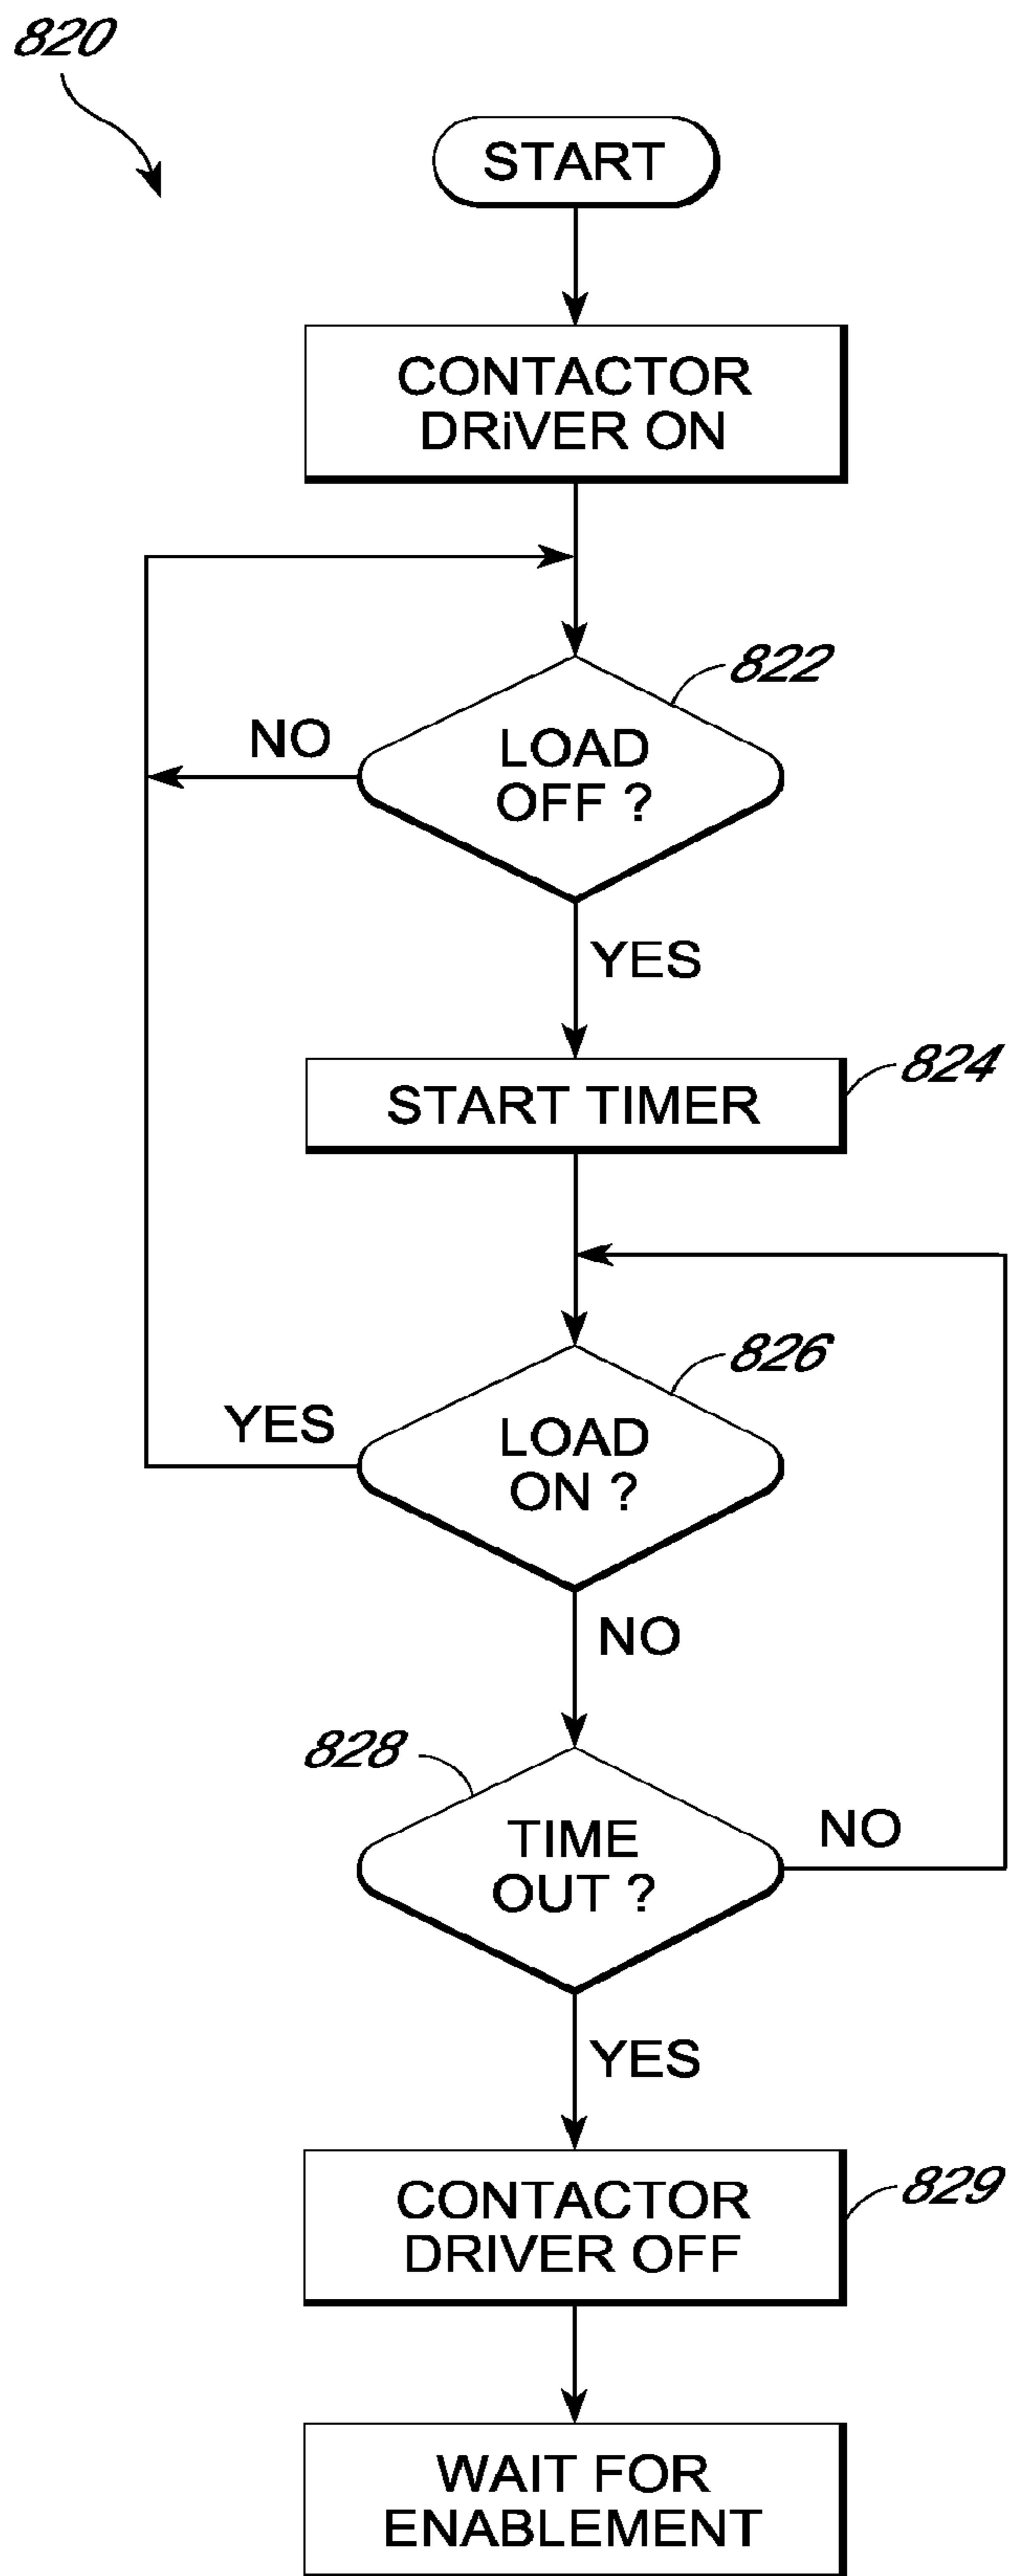 820
START
CONTACTOR
DRiVER ON
822
NO
LOAD
OFF ?
YES
824
START TIMER
826
YES
LOAD
ON ?
NO
828
TIME
OUT ?
NO
YES
829
CONTACTOR
DRIVER OFF
WAIT FOR
ENABLEMENT